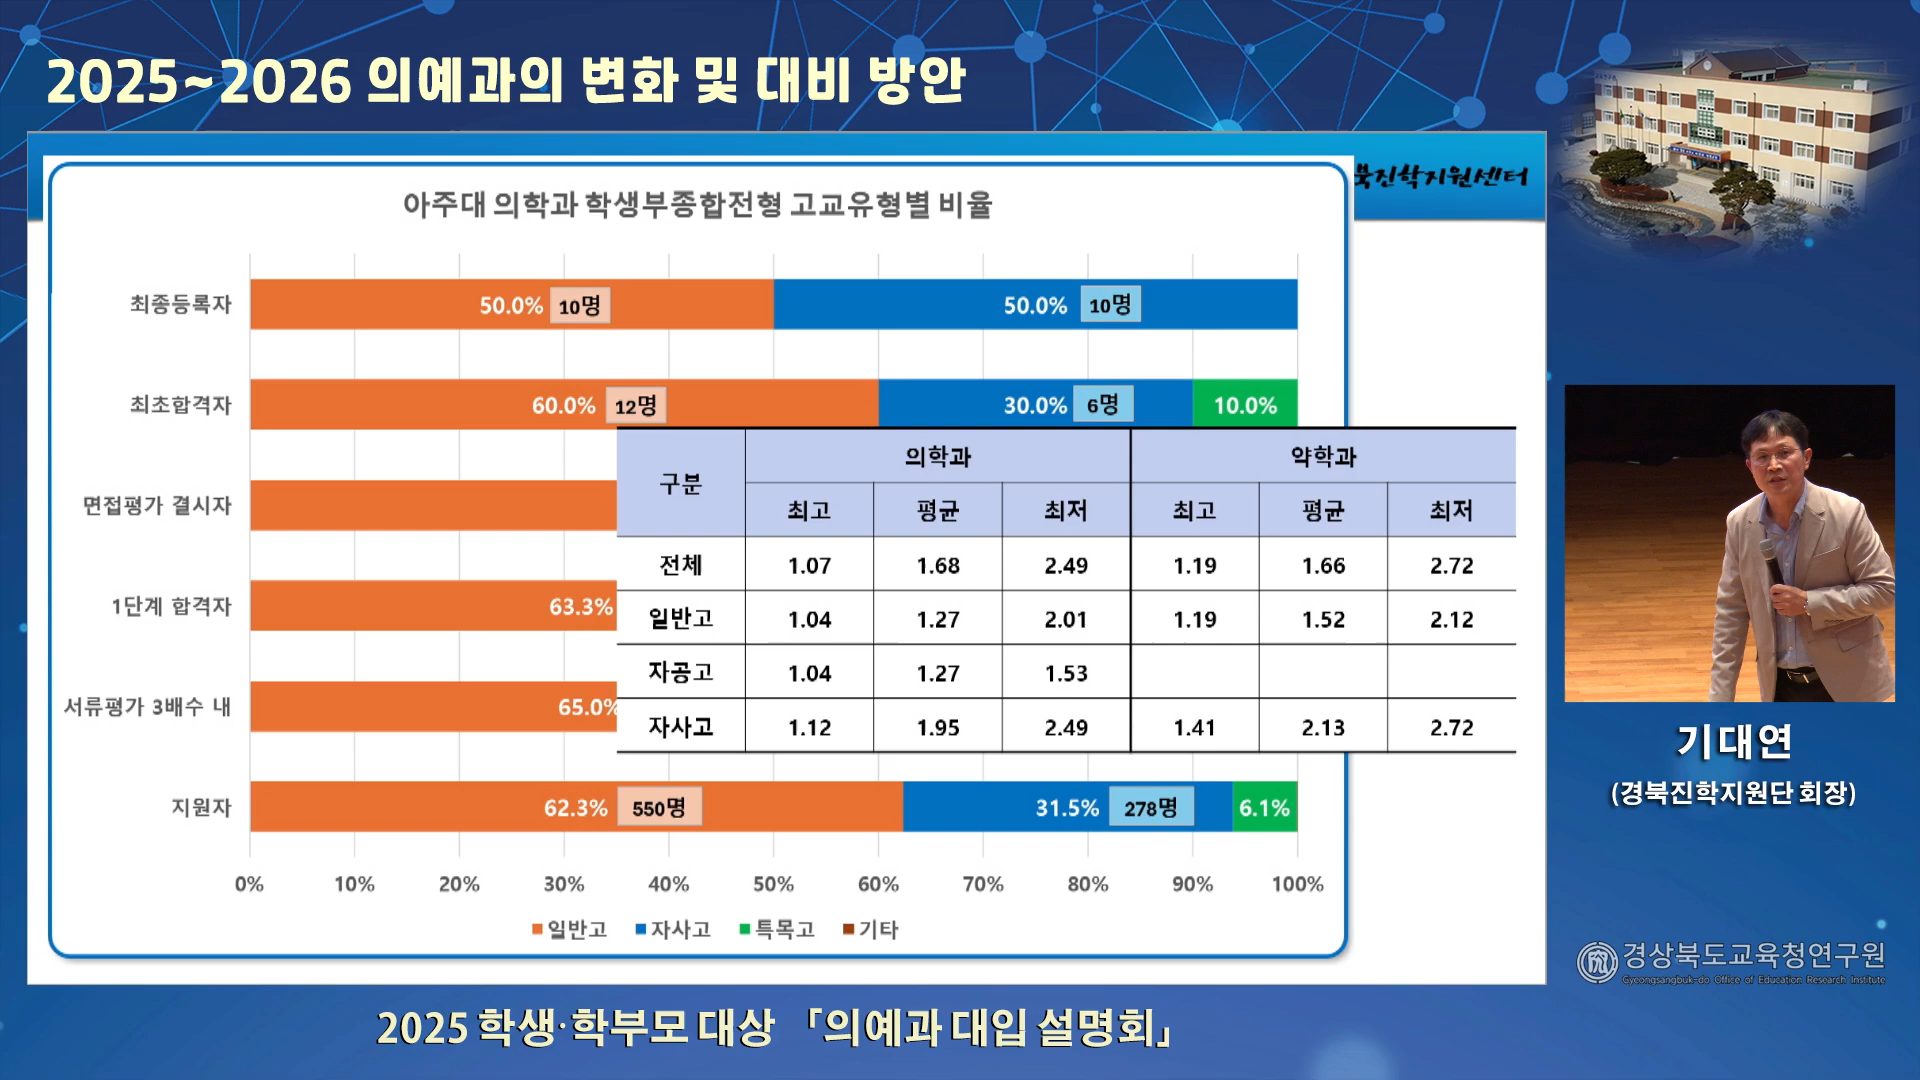 2025~2026 의예과의 변화 및 대비 방안
북진학지원센터
아주대 의학과 학생부종합전형 고교유형별 비율
최종등록자 50.0% 10명 50.0% 10명
최초합격자 60.0% 12명 30.0% 6명 10.0%
면접평가 결시자
1단계 합격자 63.3%
서류평가 3배수 내 65.0%
지원자 62.3% 550명 31.5% 278명 6.1%
0% 10% 20% 30% 40% 50% 60% 70% 80% 90% 100%
일반고 자사고 특목고 기타
구분 의학과 약학과
최고 평균 최저 최고 평균 최저
전체 1.07 1.68 2.49 1.19 1.66 2.72
일반고 1.04 1.27 2.01 1.19 1.52 2.12
자공고 1.04 1.27 1.53
자사고 1.12 1.95 2.49 1.41 2.13 2.72
기대연
(경북진학지원단 회장)
경상북도교육청연구원
Gyeongsangbuk-do Office of Education Research Institute
2025 학생·학부모 대상 「의예과 대입 설명회」